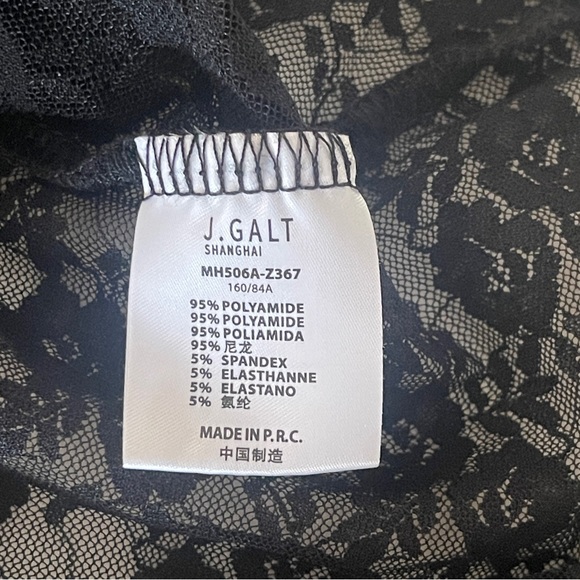 J.GALT
SHANGHAI
MH506A-Z367
160/84A
95% POLYAMIDE
95% POLYAMIDE
95% POLIAMIDA
95% 尼龙
5% SPANDEX
5% ELASTHANNE
5% ELASTANO
5% 氨纶
MADE IN P.R.C.
中国制造